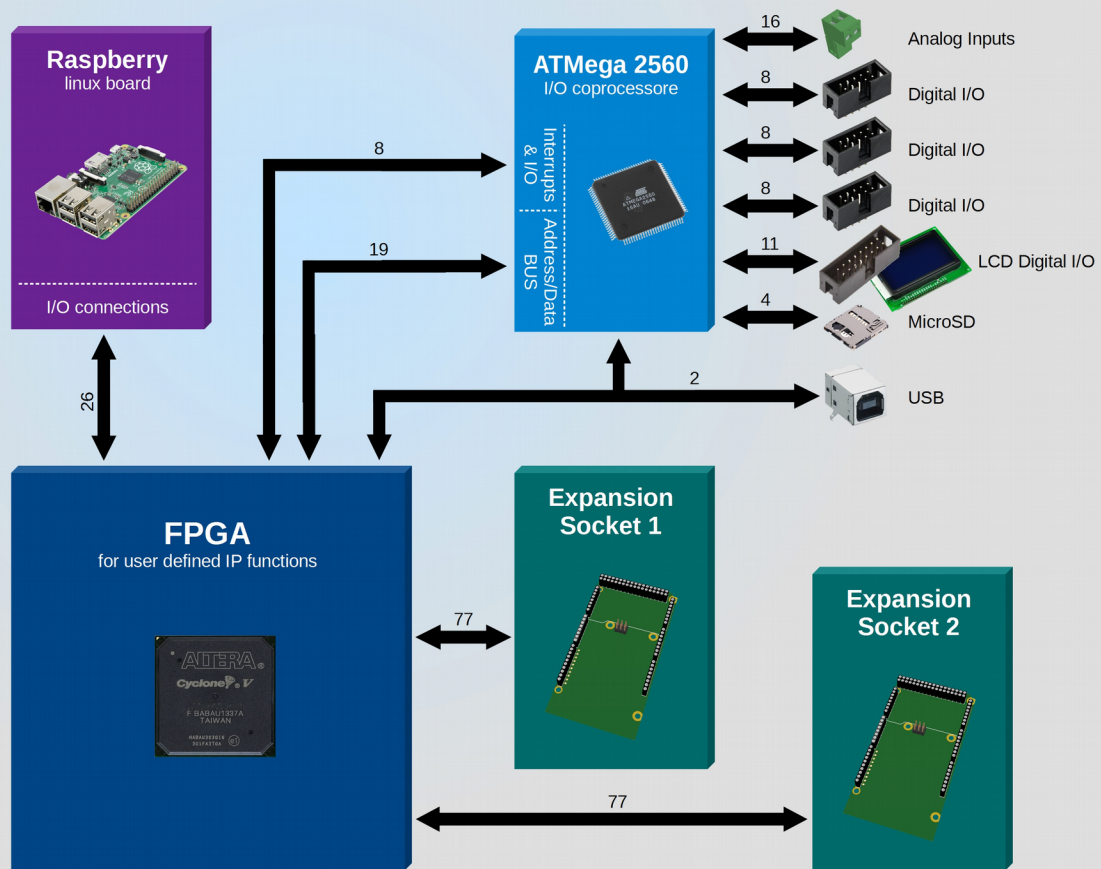 Raspberry
linux board
I/O connections
26
ATMega 2560
I/O coprocessore
Interrupts
& I/O
Address/Data
BUS
ATMEGA2560
8
19
16
Analog Inputs
8
Digital I/O
8
Digital I/O
8
Digital I/O
11
LCD Digital I/O
4
MicroSD
2
USB
FPGA
for user defined IP functions
ALTERA®
Cyclone® V
F BABAU1337A
TAIWAN
77
Expansion
Socket 1
77
Expansion
Socket 2